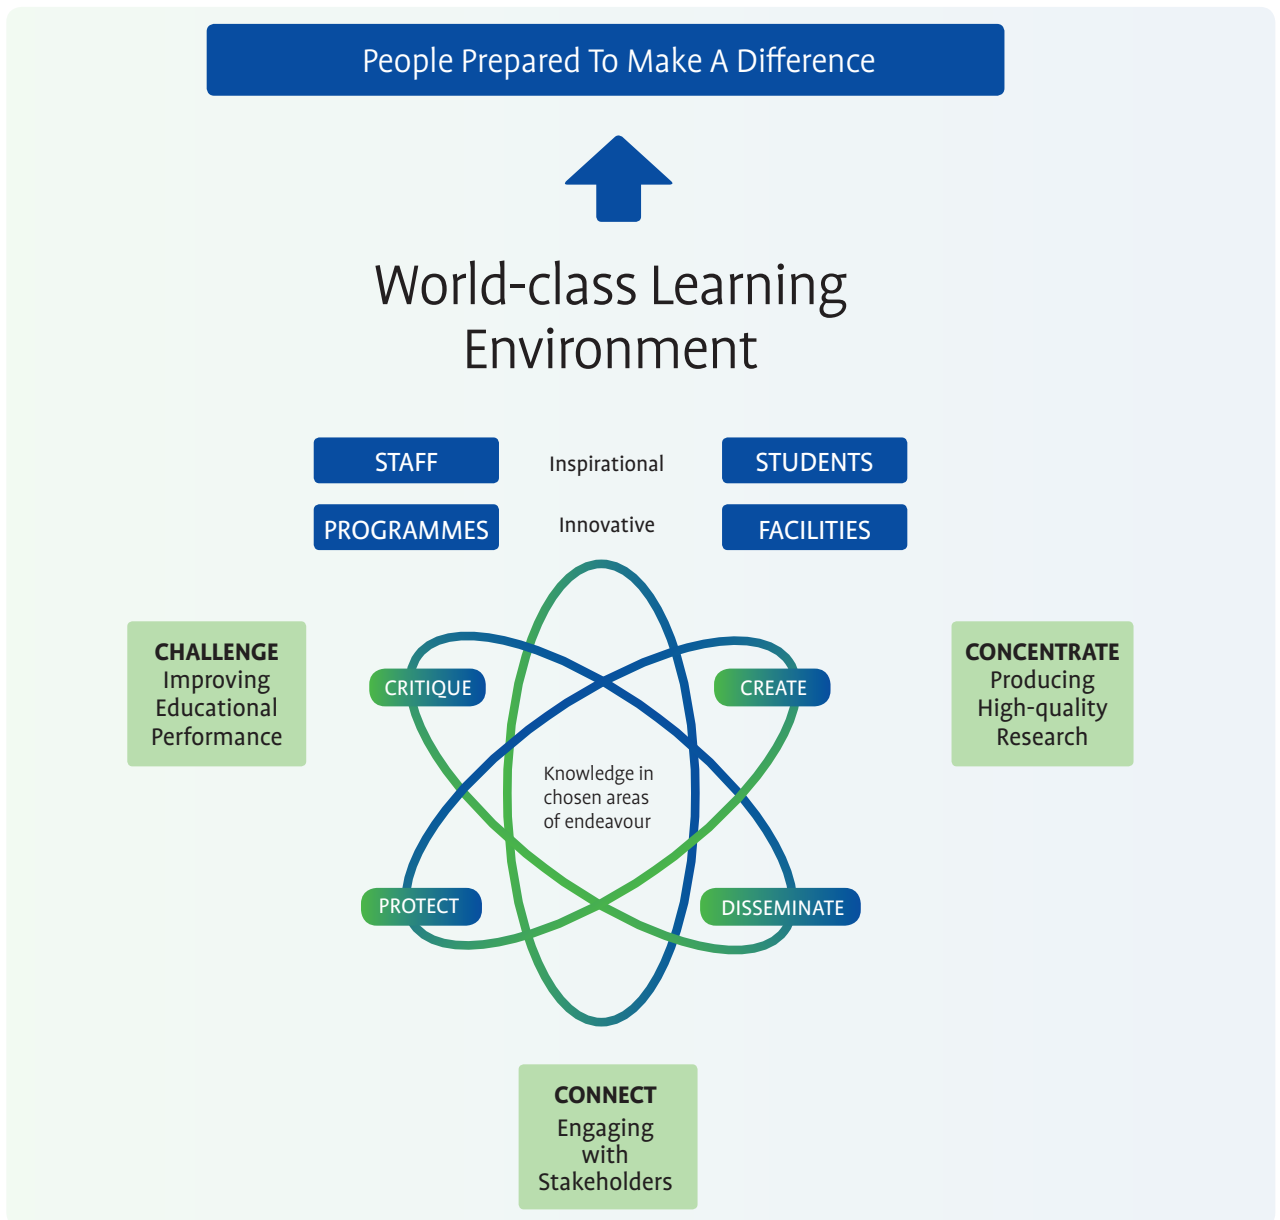 People Prepared To Make A Difference
World-class Learning
Environment
STAFF
Inspirational
STUDENTS
PROGRAMMES
Innovative
FACILITIES
CHALLENGE
Improving
Educational
Performance
CRITIQUE
CREATE
CONCENTRATE
Producing
High-quality
Research
Knowledge in
chosen areas
of endeavour
PROTECT
DISSEMINATE
CONNECT
Engaging
with
Stakeholders